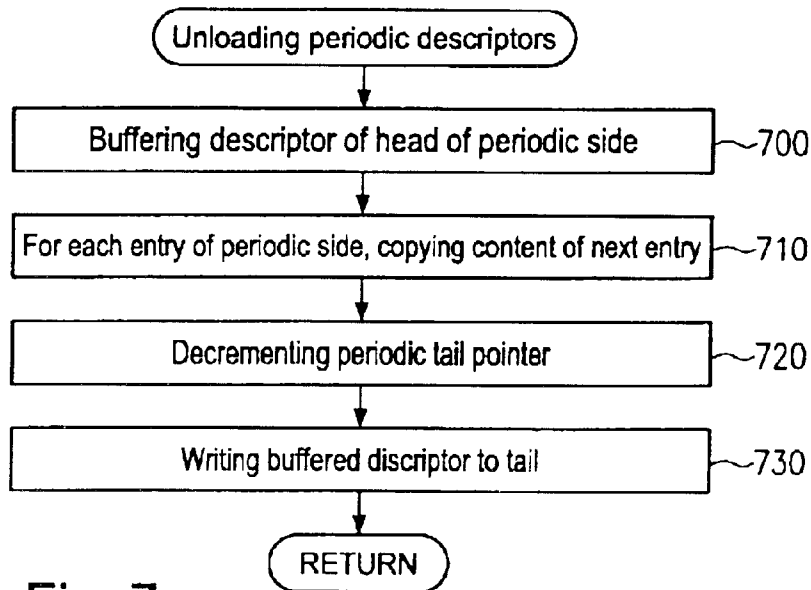 Unloading periodic descriptors
Buffering descriptor of head of periodic side
700
For each entry of periodic side, copying content of next entry
710
Decrementing periodic tail pointer
720
Writing buffered discriptor to tail
730
RETURN